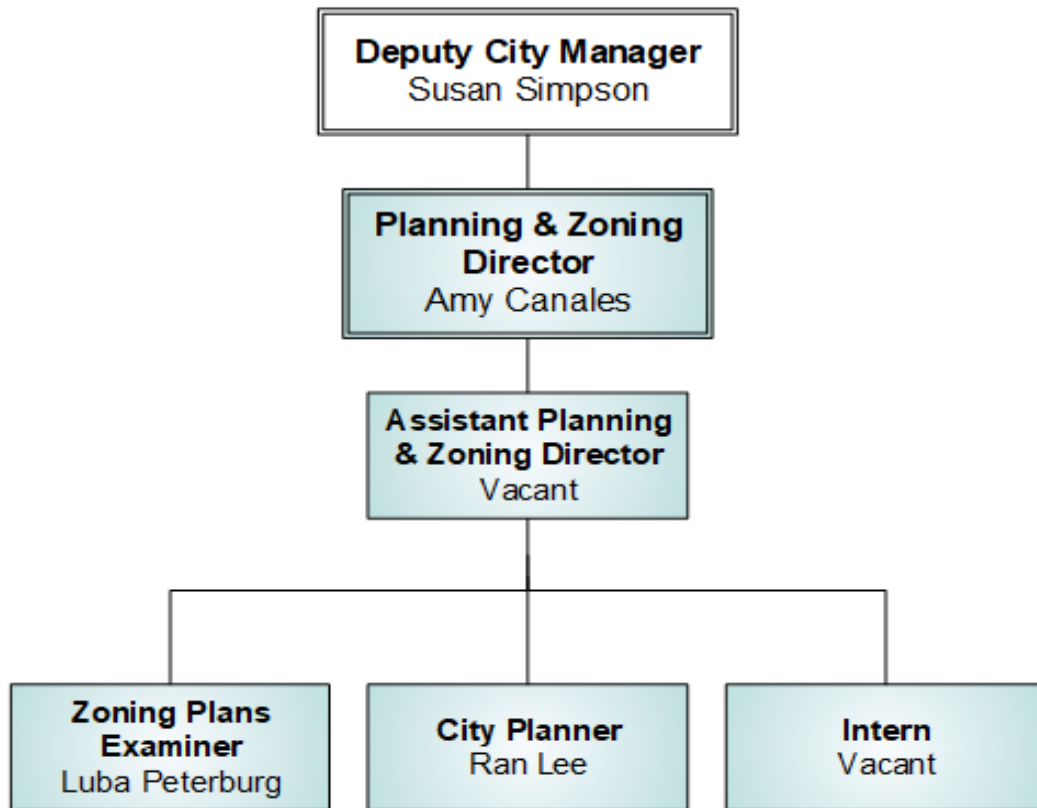 Deputy City Manager
Susan Simpson
Planning & Zoning
Director
Amy Canales
Assistant Planning
& Zoning Director
Vacant
Zoning Plans
Examiner
Luba Peterburg
City Planner
Ran Lee
Intern
Vacant